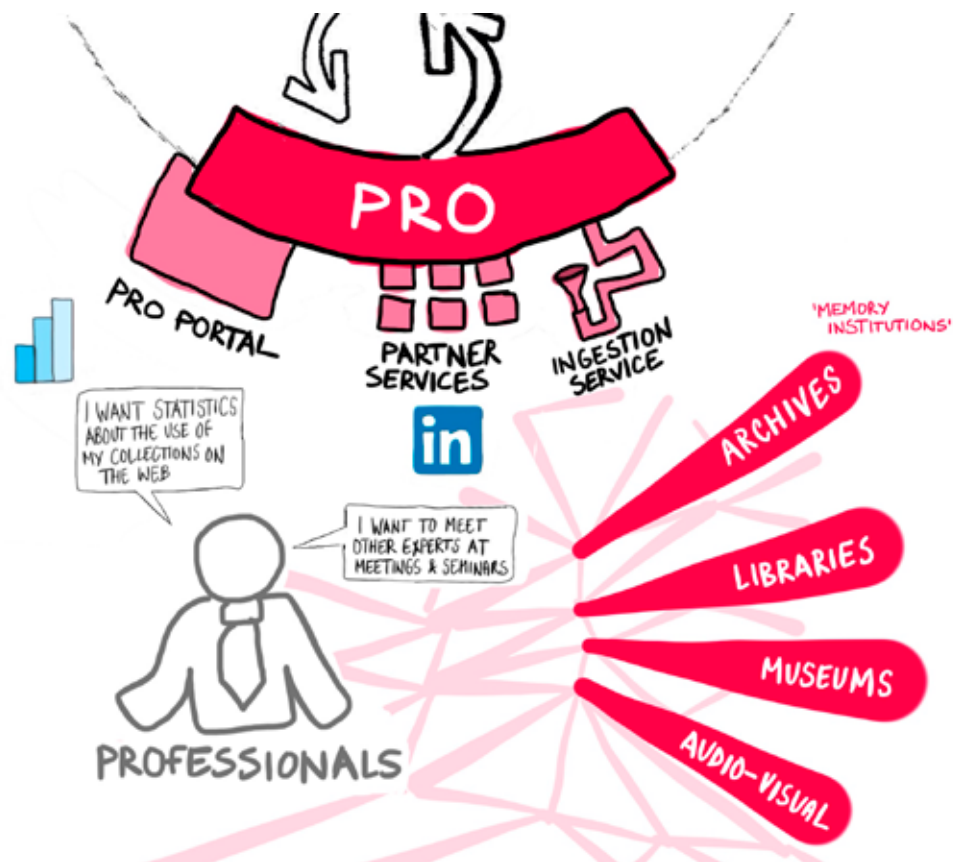 PRO
PRO PORTAL
PARTNER
SERVICES
INGESTION
SERVICE
'MEMORY
INSTITUTIONS'
I WANT STATISTICS
ABOUT THE USE OF
MY COLLECTIONS ON
THE WEB
in
I WANT TO MEET
OTHER EXPERTS AT
MEETINGS & SEMINARS
ARCHIVES
LIBRARIES
MUSEUMS
AUDIO-VISUAL
PROFESSIONALS